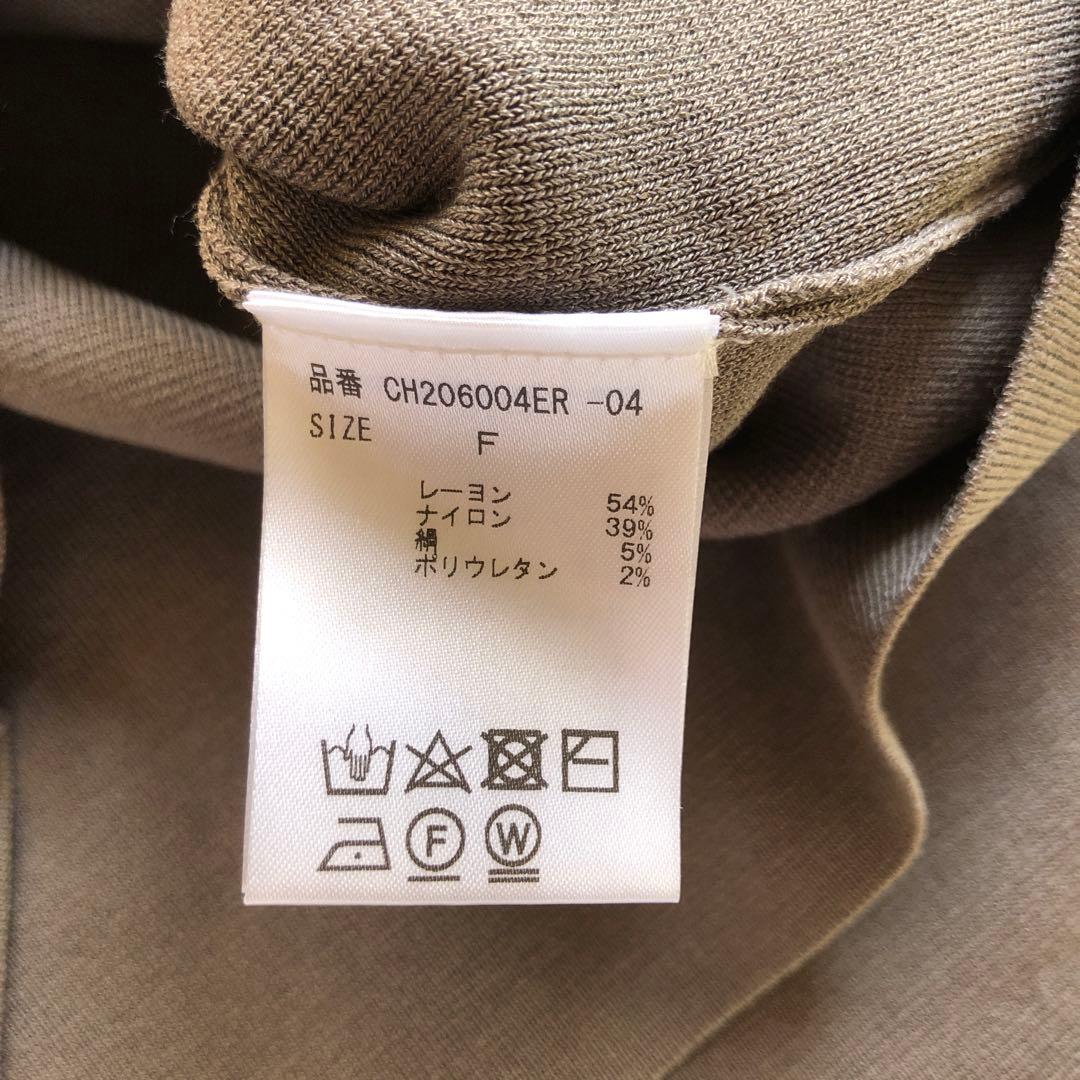 品番 CH206004ER -04
SIZE F
レーヨン 54%
ナイロン 39%
絹 5%
ポリウレタン 2%
F W